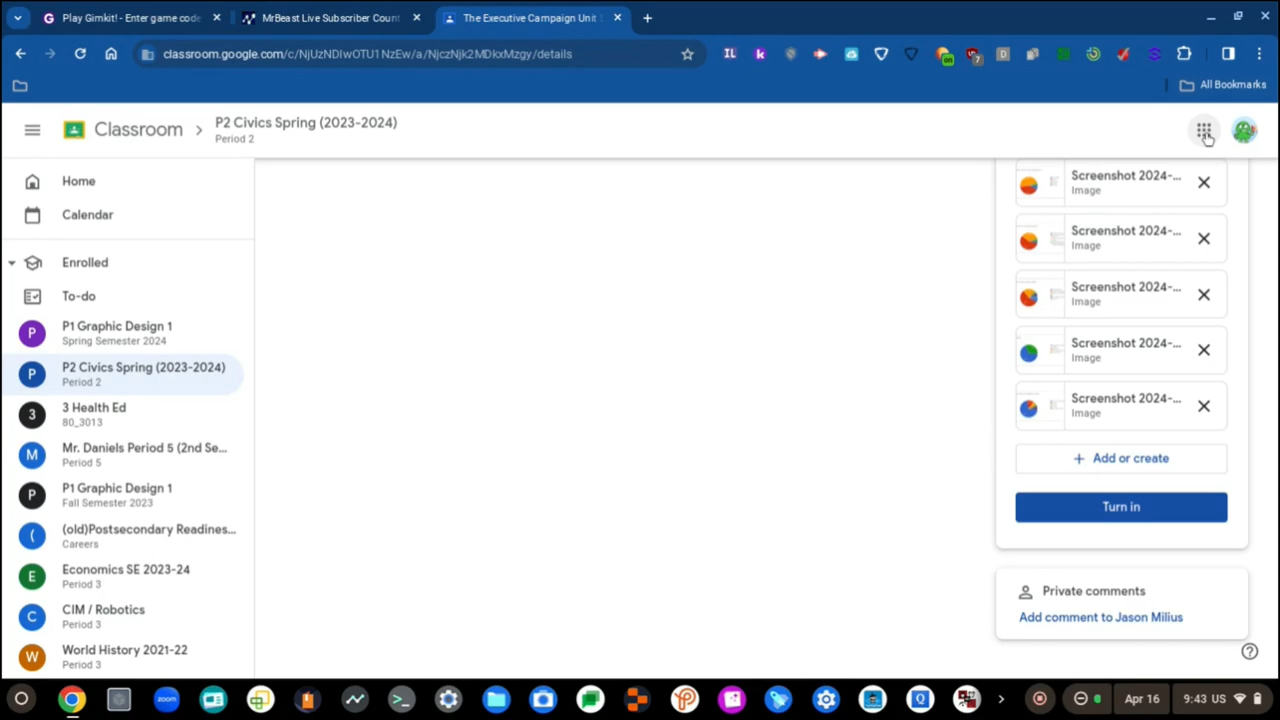 Play Gimkit! - Enter game code
MrBeast Live Subscriber Count
The Executive Campaign Unit
classroom.google.com/c/NjUzNDIwOTU1NzEw/a/NjczNjk2MDkxMzgy/details
IL
k
on
7
D
All Bookmarks
Classroom
P2 Civics Spring (2023-2024)
Period 2
Home
Calendar
Enrolled
To-do
P
P1 Graphic Design 1
Spring Semester 2024
P
P2 Civics Spring (2023-2024)
Period 2
3
3 Health Ed
80_3013
M
Mr. Daniels Period 5 (2nd Se...
Period 5
P
P1 Graphic Design 1
Fall Semester 2023
(
(old)Postsecondary Readines...
Careers
E
Economics SE 2023-24
Period 3
C
CIM / Robotics
Period 3
W
World History 2021-22
Period 3
Screenshot 2024-...
Image
Screenshot 2024-...
Image
Screenshot 2024-...
Image
Screenshot 2024-...
Image
Screenshot 2024-...
Image
+ Add or create
Turn in
Private comments
Add comment to Jason Milius
zoom
Q
Apr 16
9:43 US